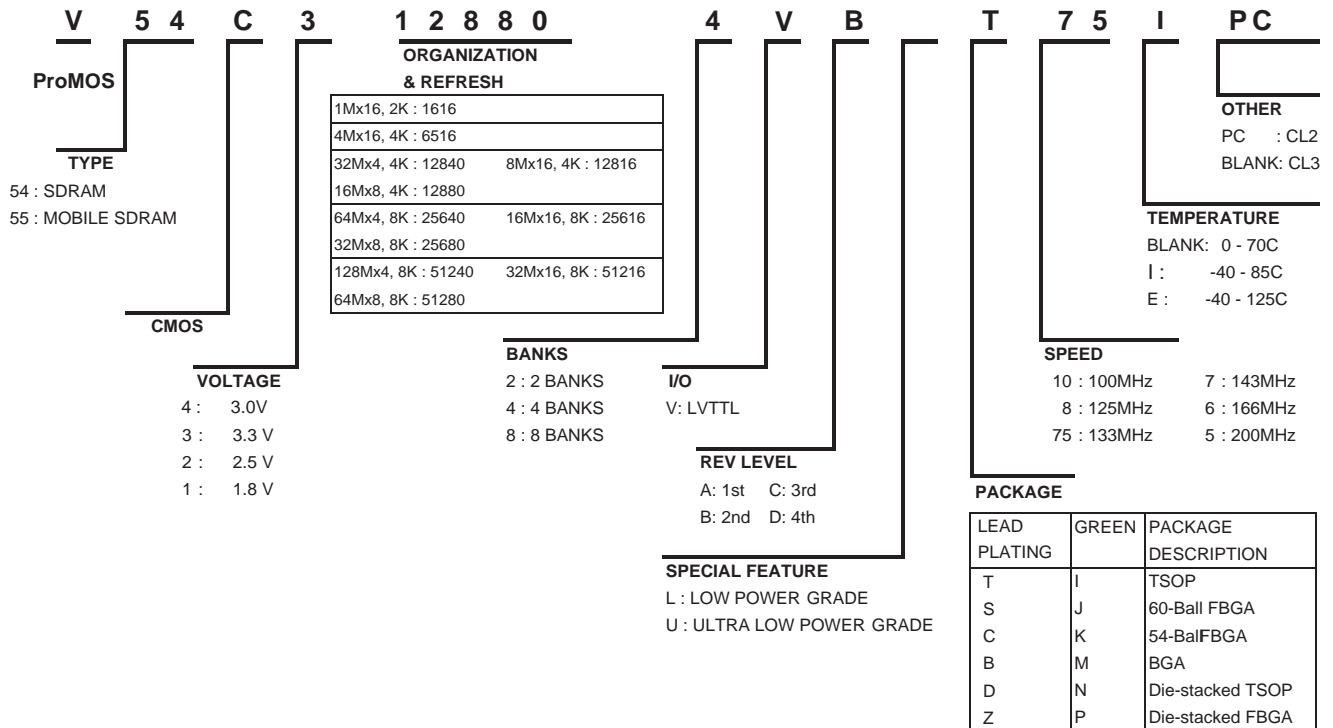 V 54 C 3 12880 4 V B T 75 I PC
ProMOS
ORGANIZATION
& REFRESH
1Mx16, 2K : 1616
4Mx16, 4K : 6516
32Mx4, 4K : 12840 8Mx16, 4K : 12816
16Mx8, 4K : 12880
64Mx4, 8K : 25640 16Mx16, 8K : 25616
32Mx8, 8K : 25680
128Mx4, 8K : 51240 32Mx16, 8K : 51216
64Mx8, 8K : 51280
OTHER
PC : CL2
BLANK: CL3
TYPE
54 : SDRAM
55 : MOBILE SDRAM
TEMPERATURE
BLANK: 0 - 70C
I : -40 - 85C
E : -40 - 125C
CMOS
BANKS
2 : 2 BANKS
4 : 4 BANKS
8 : 8 BANKS
SPEED
10 : 100MHz 7 : 143MHz
8 : 125MHz 6 : 166MHz
75 : 133MHz 5 : 200MHz
VOLTAGE
4 : 3.0V
3 : 3.3 V
2 : 2.5 V
1 : 1.8 V
I/O
V: LVTTL
REV LEVEL
A: 1st C: 3rd
B: 2nd D: 4th
PACKAGE
LEAD PLATING GREEN PACKAGE DESCRIPTION
T I TSOP
S J 60-Ball FBGA
C K 54-BallFBGA
B M BGA
D N Die-stacked TSOP
Z P Die-stacked FBGA
SPECIAL FEATURE
L : LOW POWER GRADE
U : ULTRA LOW POWER GRADE